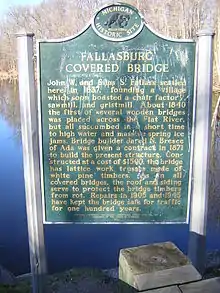 MICHIGAN
HISTORIC SITE
FALLASBURG
COVERED BRIDGE
John W. and Silas S. Fallass settled
here in 1837, founding a village
which soon boasted a chair factory,
sawmill, and gristmill. About 1840
the first of several wooden bridges
was placed across the Flat River,
but all succumbed in a short time
to high water and massive spring ice
jams. Bridge builder Jared N. Bresee
of Ada was given a contract in 1871
to build the present structure. Con-
structed at a cost of $1500, the bridge
has lattice work trusses made of
white pine timbers. As in all
covered bridges, the roof and siding
serve to protect the bridge timbers
from rot. Repairs in 1905 and 1945
have kept the bridge safe for traffic
for one hundred years.